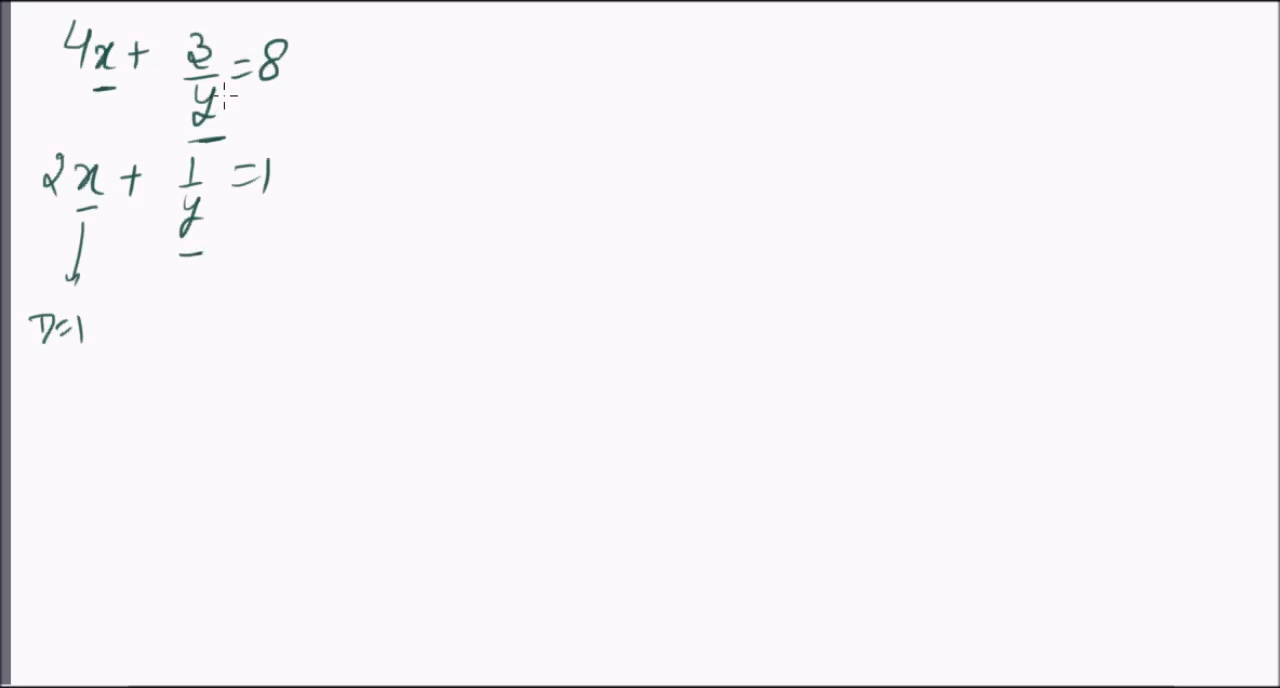 4x + 3/y = 8
2x + 1/y = 1
D=1